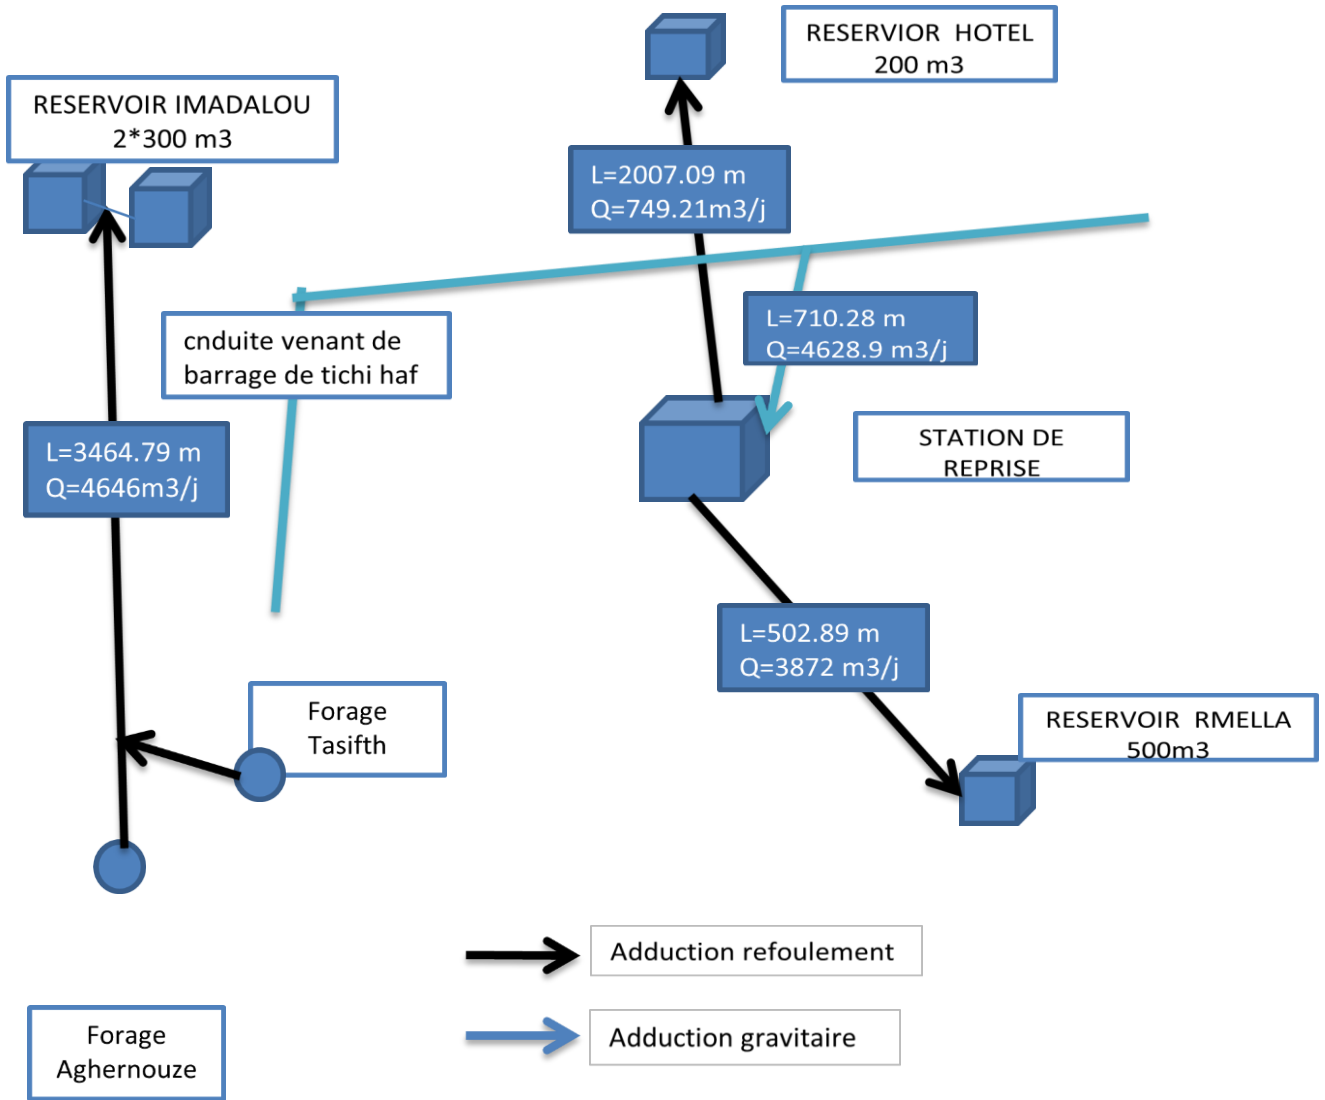 RESERVIOR  HOTEL
200 m3
RESERVOIR IMADALOU
2*300 m3
L=2007.09 m
Q=749.21m3/j
cnduite venant de
barrage de tichi haf
L=710.28 m
Q=4628.9 m3/j
L=3464.79 m
Q=4646m3/j
STATION DE
REPRISE
L=502.89 m
Q=3872 m3/j
Forage
Tasifth
RESERVOIR  RMELLA
500m3
Adduction refoulement
Forage
Aghernouze
Adduction gravitaire